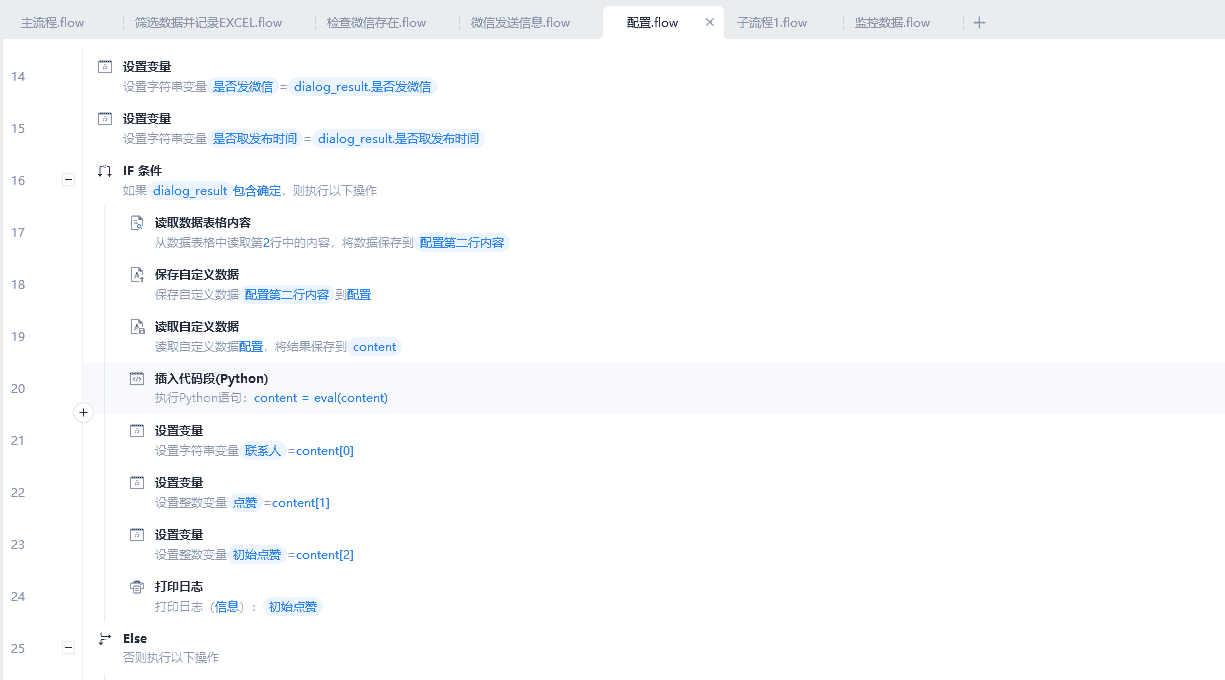 主流程.flow 筛选数据并记录EXCEL.flow 检查微信存在.flow 微信发送信息.flow 配置.flow 子流程1.flow 监控数据.flow
14 设置变量
设置字符串变量 是否发微信 = dialog_result.是否发微信
15 设置变量
设置字符串变量 是否取发布时间 = dialog_result.是否取发布时间
16 IF 条件
如果 dialog_result 包含确定，则执行以下操作
17 读取数据表格内容
从数据表格中读取第2行中的内容，将数据保存到 配置第二行内容
18 保存自定义数据
保存自定义数据 配置第二行内容 到配置
19 读取自定义数据
读取自定义数据配置，将结果保存到 content
20 插入代码段(Python)
执行Python语句：content = eval(content)
21 设置变量
设置字符串变量 联系人 =content[0]
22 设置变量
设置整数变量 点赞 =content[1]
23 设置变量
设置整数变量 初始点赞 =content[2]
24 打印日志
打印日志（信息）：初始点赞
25 Else
否则执行以下操作